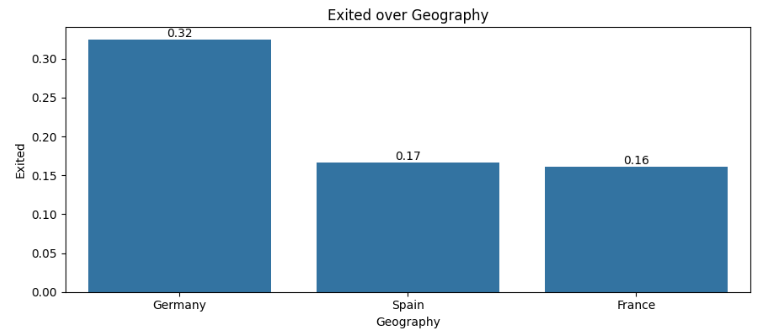 Exited over Geography
0.32
0.17
0.16
0.30
0.25
0.20
0.15
0.10
0.05
0.00
Exited
Germany Spain France
Geography